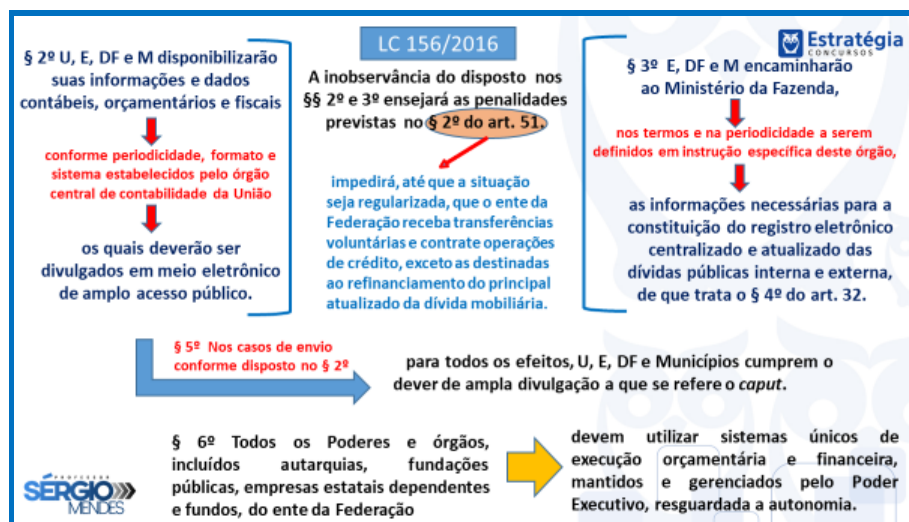 LC 156/2016
Estratégia
CONCURSOS
§ 2º U, E, DF e M disponibilizarão
suas informações e dados
contábeis, orçamentários e fiscais
conforme periodicidade, formato e
sistema estabelecidos pelo órgão
central de contabilidade da União
os quais deverão ser
divulgados em meio eletrônico
de amplo acesso público.
A inobservância do disposto nos
§§ 2º e 3º ensejará as penalidades
previstas no § 2º do art. 51.
impedirá, até que a situação
seja regularizada, que o ente da
Federação receba transferências
voluntárias e contrate operações
de crédito, exceto as destinadas
ao refinanciamento do principal
atualizado da dívida mobiliária.
§ 3º E, DF e M encaminharão
ao Ministério da Fazenda,
nos termos e na periodicidade a serem
definidos em instrução específica deste órgão,
as informações necessárias para a
constituição do registro eletrônico
centralizado e atualizado das
dívidas públicas interna e externa,
de que trata o § 4º do art. 32.
§ 5º Nos casos de envio
conforme disposto no § 2º
para todos os efeitos, U, E, DF e Municípios cumprem o
dever de ampla divulgação a que se refere o caput.
§ 6º Todos os Poderes e órgãos,
incluídos autarquias, fundações
públicas, empresas estatais dependentes
e fundos, do ente da Federação
devem utilizar sistemas únicos de
execução orçamentária e financeira,
mantidos e gerenciados pelo Poder
Executivo, resguardada a autonomia.
PROFESSOR
SÉRGIO
MENDES